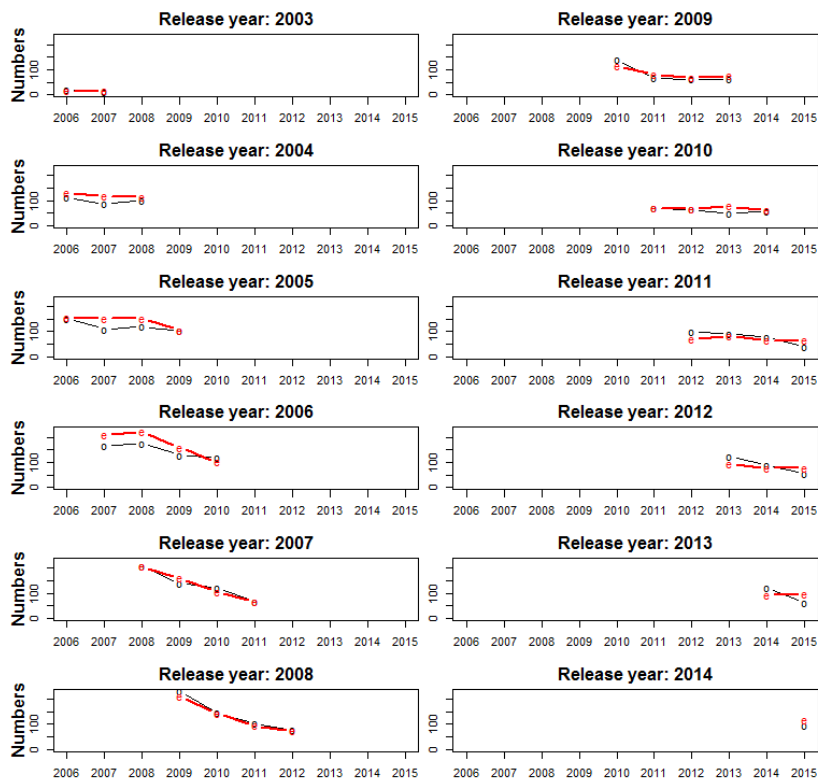 Release year: 2003
Numbers
0 100
2006 2007 2008 2009 2010 2011 2012 2013 2014 2015
Release year: 2004
Numbers
0 100
2006 2007 2008 2009 2010 2011 2012 2013 2014 2015
Release year: 2005
Numbers
0 100
2006 2007 2008 2009 2010 2011 2012 2013 2014 2015
Release year: 2006
Numbers
0 100
2006 2007 2008 2009 2010 2011 2012 2013 2014 2015
Release year: 2007
Numbers
0 100
2006 2007 2008 2009 2010 2011 2012 2013 2014 2015
Release year: 2008
Numbers
0 100
2006 2007 2008 2009 2010 2011 2012 2013 2014 2015
Release year: 2009
0 100
2006 2007 2008 2009 2010 2011 2012 2013 2014 2015
Release year: 2010
0 100
2006 2007 2008 2009 2010 2011 2012 2013 2014 2015
Release year: 2011
0 100
2006 2007 2008 2009 2010 2011 2012 2013 2014 2015
Release year: 2012
0 100
2006 2007 2008 2009 2010 2011 2012 2013 2014 2015
Release year: 2013
0 100
2006 2007 2008 2009 2010 2011 2012 2013 2014 2015
Release year: 2014
0 100
2006 2007 2008 2009 2010 2011 2012 2013 2014 2015